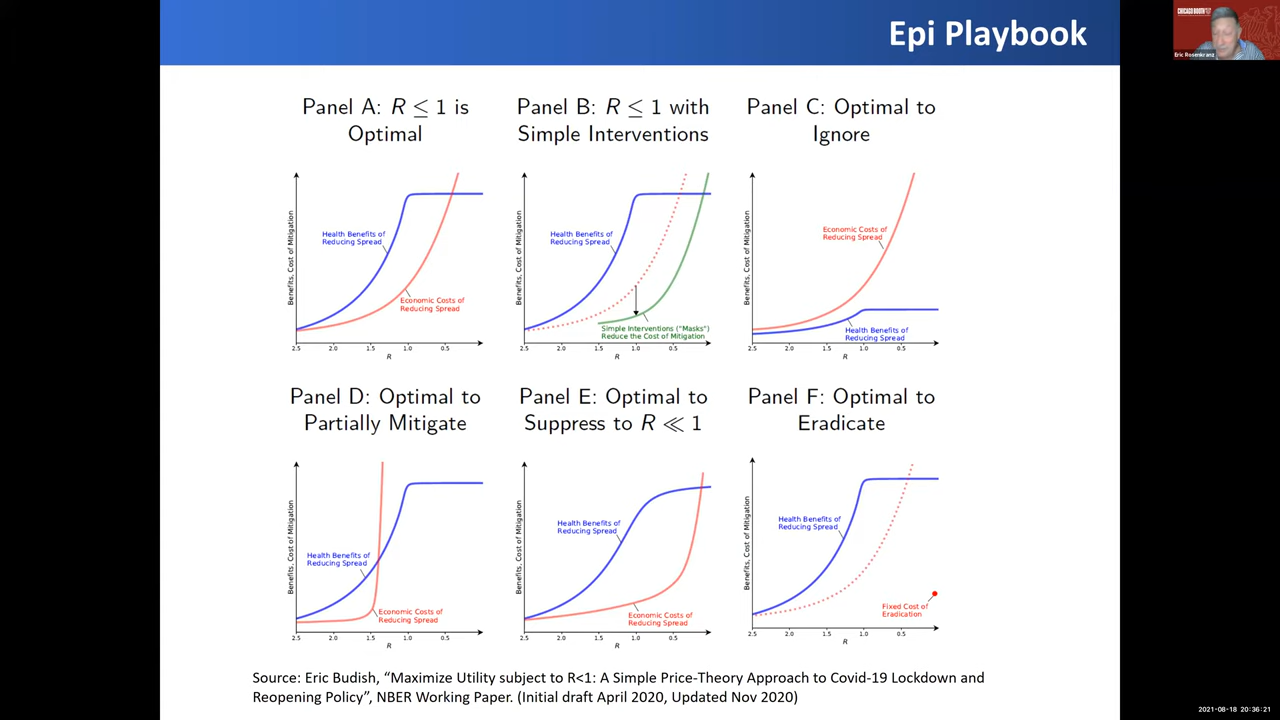 Epi Playbook
CHICAGO BOOTH
Eric Rosenkranz
Panel A: R ≤ 1 is
Optimal
Benefits, Cost of Mitigation
Health Benefits of
Reducing Spread
Economic Costs of
Reducing Spread
2.5 2.0 1.5 1.0 0.5
R
Panel B: R ≤ 1 with
Simple Interventions
Benefits, Cost of Mitigation
Health Benefits of
Reducing Spread
Simple Interventions ("Masks")
Reduce the Cost of Mitigation
2.5 2.0 1.5 1.0 0.5
R
Panel C: Optimal to
Ignore
Benefits, Cost of Mitigation
Economic Costs of
Reducing Spread
Health Benefits of
Reducing Spread
2.5 2.0 1.5 1.0 0.5
R
Panel D: Optimal to
Partially Mitigate
Benefits, Cost of Mitigation
Health Benefits of
Reducing Spread
Economic Costs of
Reducing Spread
2.5 2.0 1.5 1.0 0.5
R
Panel E: Optimal to
Suppress to R ≪ 1
Benefits, Cost of Mitigation
Health Benefits of
Reducing Spread
Economic Costs of
Reducing Spread
2.5 2.0 1.5 1.0 0.5
R
Panel F: Optimal to
Eradicate
Benefits, Cost of Mitigation
Health Benefits of
Reducing Spread
Fixed Cost of
Eradication
2.5 2.0 1.5 1.0 0.5
R
Source: Eric Budish, “Maximize Utility subject to R<1: A Simple Price-Theory Approach to Covid-19 Lockdown and
Reopening Policy”, NBER Working Paper. (Initial draft April 2020, Updated Nov 2020)
2021-08-18 20:36:21